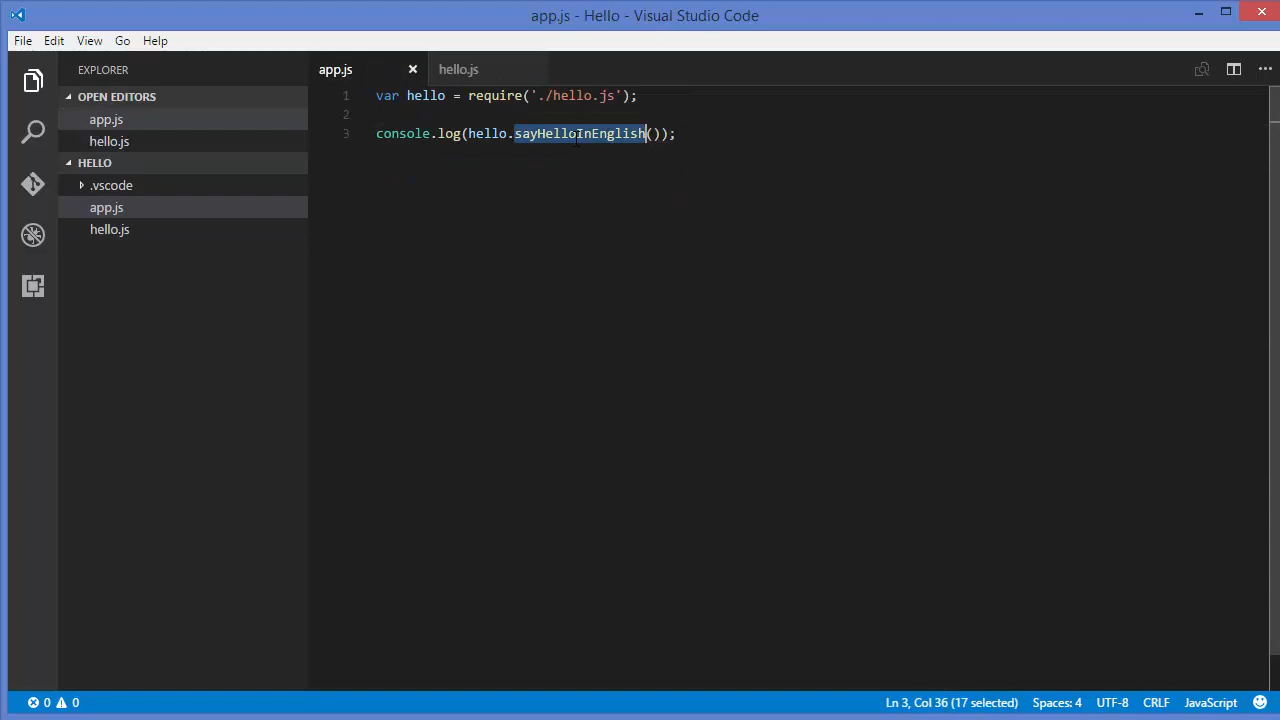 app.js - Hello - Visual Studio Code
File Edit View Go Help
EXPLORER
OPEN EDITORS
app.js
hello.js
HELLO
.vscode
app.js
hello.js
app.js hello.js
1 var hello = require('./hello.js');
2
3 console.log(hello.sayHelloInEnglish());
0 0
Ln 3, Col 36 (17 selected) Spaces: 4 UTF-8 CRLF JavaScript